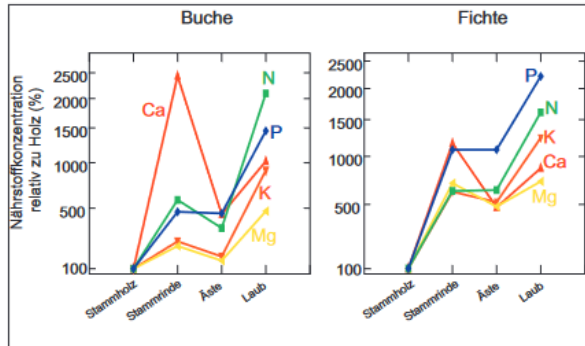 Buche
Fichte
Nährstoffkonzentration
relativ zu Holz (%)
2500
2000
1500
1000
500
100
Ca
N
P
K
Mg
Stammholz
Stammrinde
Äste
Laub
2500
2000
1500
1000
500
100
P
N
K
Ca
Mg
Stammholz
Stammrinde
Äste
Laub